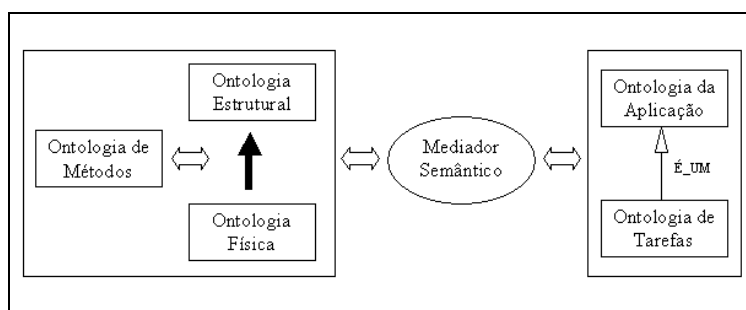 Ontologia
Estrutural
Ontologia de
Métodos
Ontologia
Física
Mediador
Semântico
Ontologia da
Aplicação
É_UM
Ontologia de
Tarefas